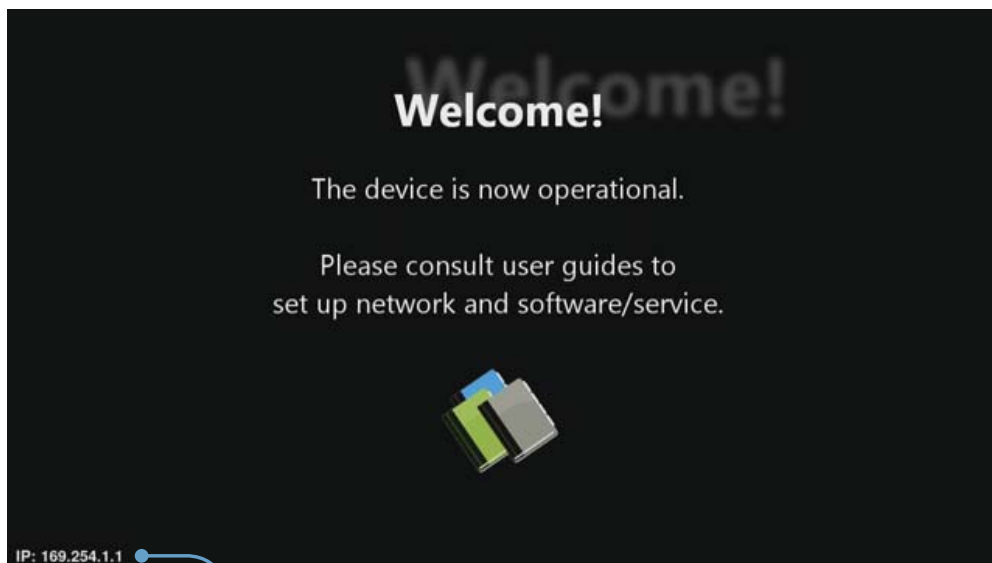 Welcome!
The device is now operational.
Please consult user guides to
set up network and software/service.
IP: 169.254.1.1